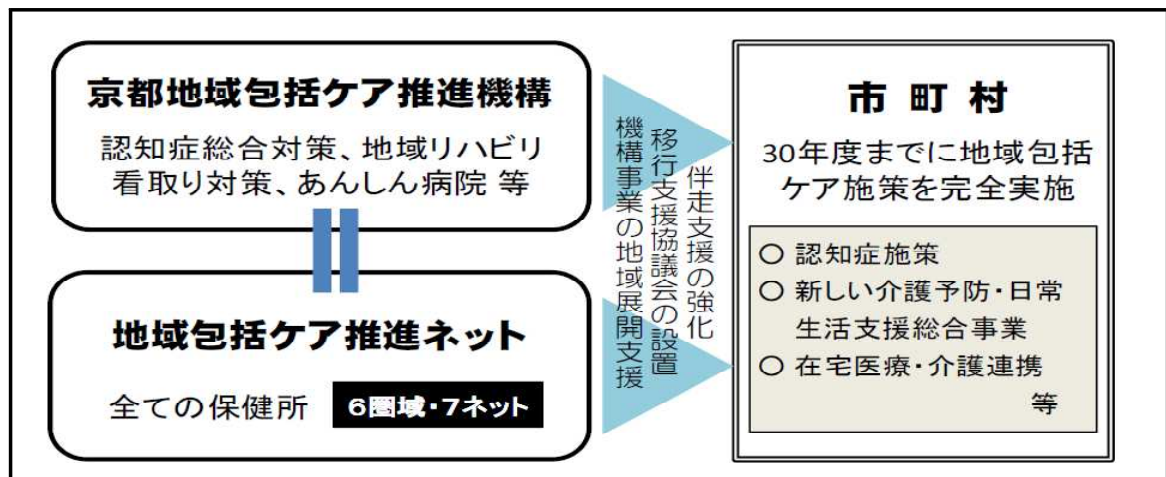 京都地域包括ケア推進機構
認知症総合対策、地域リハビリ
看取り対策、あんしん病院 等
地域包括ケア推進ネット
全ての保健所
6圏域・7ネット
伴走支援の強化
移行支援協議会の設置
機構事業の地域展開支援
市町村
30年度までに地域包括
ケア施策を完全実施
○ 認知症施策
○ 新しい介護予防・日常
生活支援総合事業
○ 在宅医療・介護連携
等